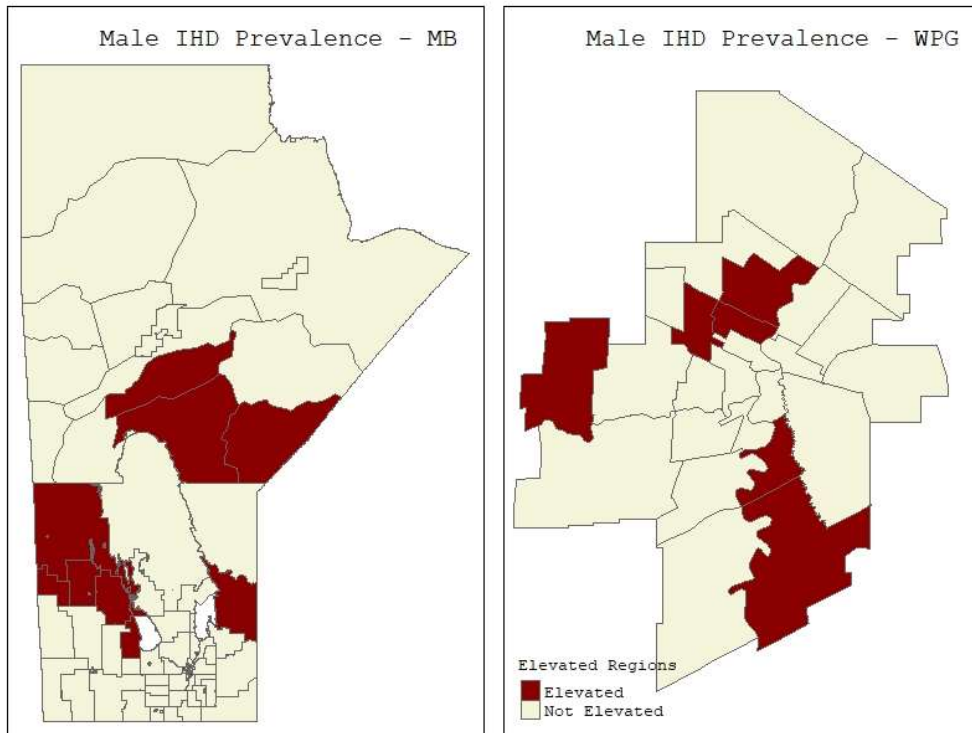 Male IHD Prevalence - MB
Male IHD Prevalence - WPG
Elevated Regions
Elevated
Not Elevated